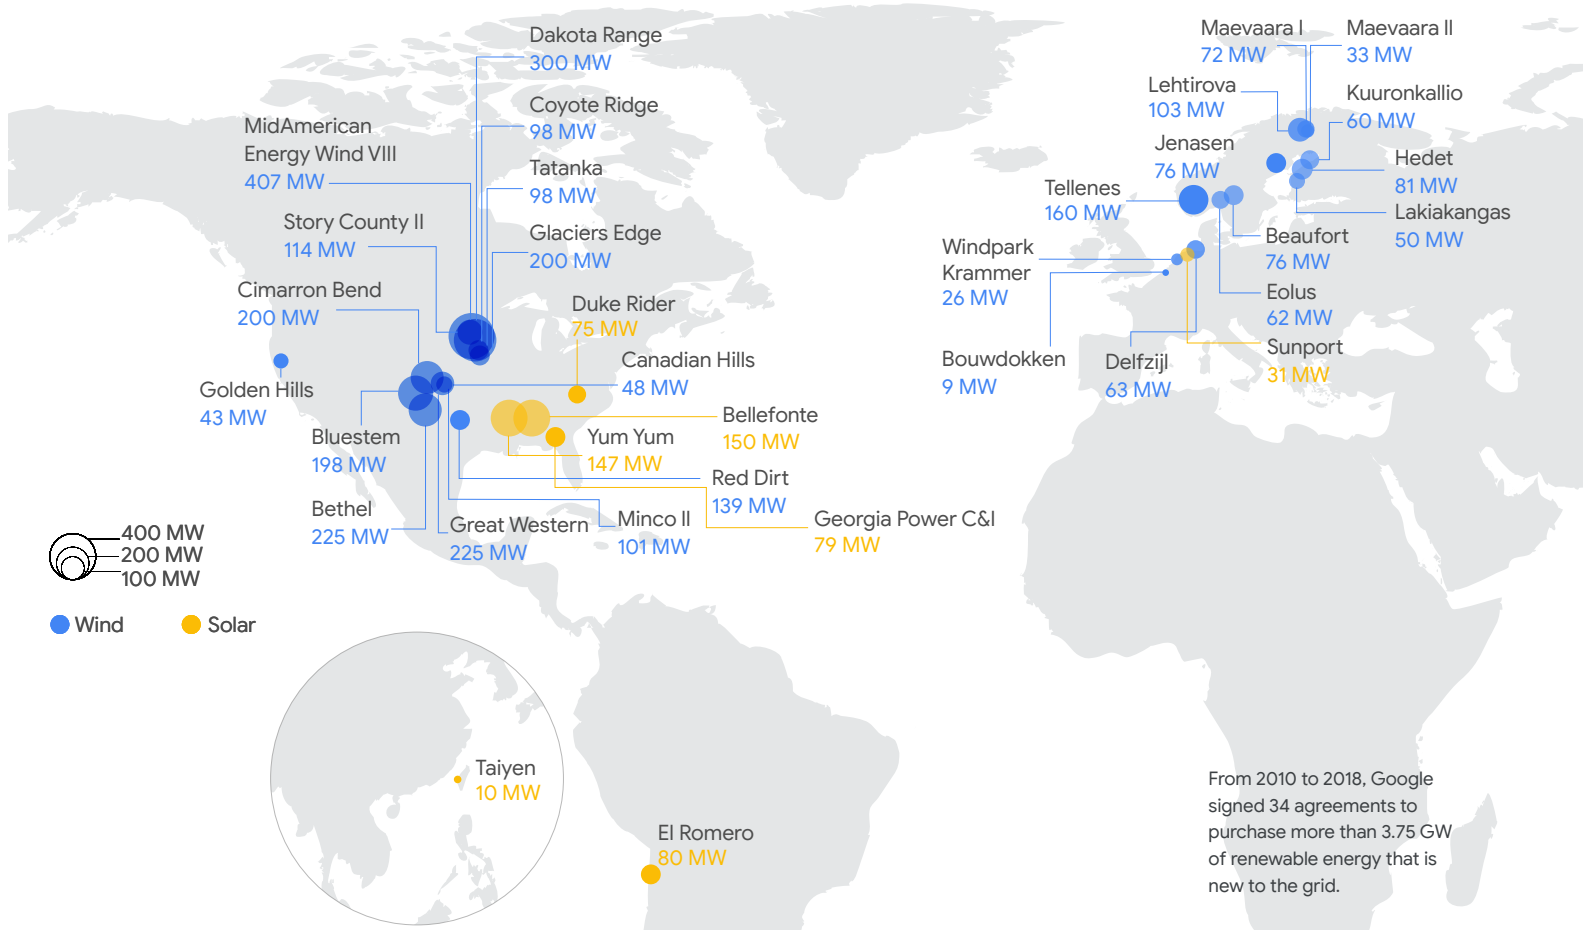 Dakota Range
300 MW
Coyote Ridge
98 MW
MidAmerican
Energy Wind VIII
407 MW
Tatanka
98 MW
Story County II
114 MW
Glaciers Edge
200 MW
Cimarron Bend
200 MW
Duke Rider
75 MW
Canadian Hills
48 MW
Golden Hills
43 MW
Bluestem
198 MW
Bellefonte
150 MW
Yum Yum
147 MW
Red Dirt
139 MW
Bethel
225 MW
Great Western
225 MW
Minco II
101 MW
Georgia Power C&I
79 MW
400 MW
200 MW
100 MW
Wind
Solar
Taiyen
10 MW
El Romero
80 MW
Maevaara I
72 MW
Maevaara II
33 MW
Lehtirova
103 MW
Kuuronkallio
60 MW
Jenasen
76 MW
Hedet
81 MW
Tellenes
160 MW
Lakiakangas
50 MW
Windpark
Krammer
26 MW
Beaufort
76 MW
Eolus
62 MW
Bouwdokken
9 MW
Delfzijl
63 MW
Sunport
31 MW
From 2010 to 2018, Google
signed 34 agreements to
purchase more than 3.75 GW
of renewable energy that is
new to the grid.